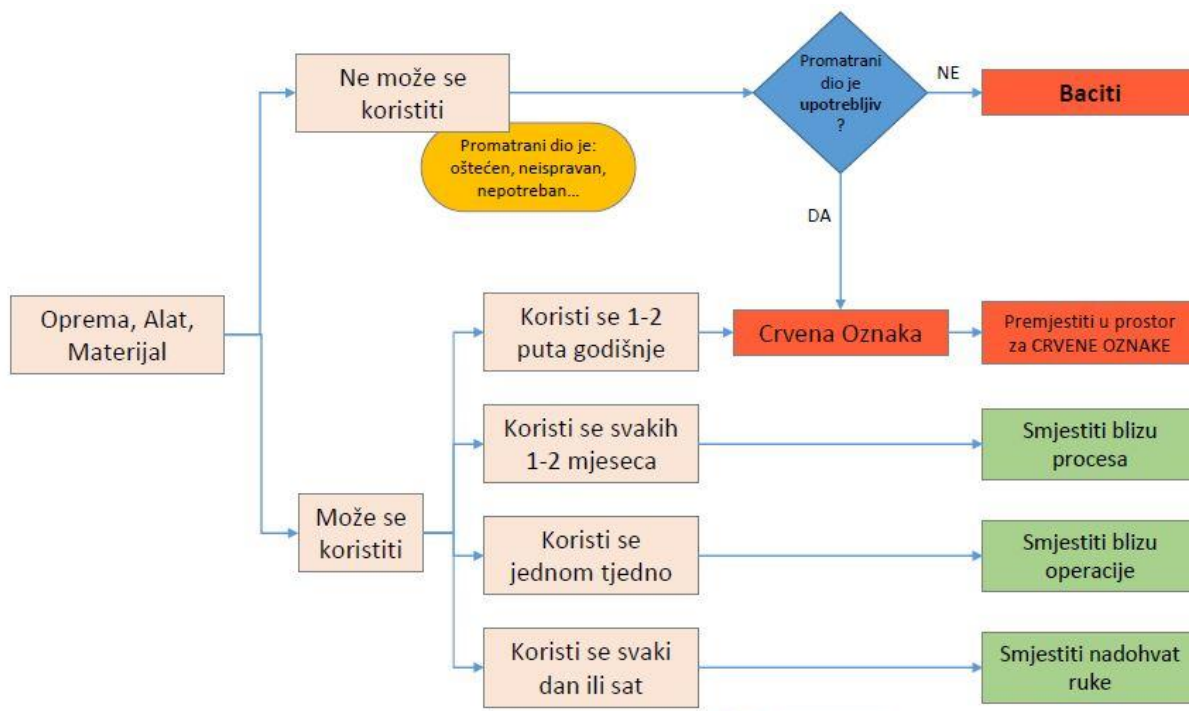 Ne može se
koristiti
Promatrani dio je:
oštećen, neispravan,
nepotreban...
Promatrani
dio je
upotrebljiv
?
NE
Baciti
DA
Oprema, Alat,
Materijal
Koristi se 1-2
puta godišnje
Crvena Oznaka
Premjestiti u prostor
za CRVENE OZNAKE
Koristi se svakih
1-2 mjeseca
Smjestiti blizu
procesa
Može se
koristiti
Koristi se
jednom tjedno
Smjestiti blizu
operacije
Koristi se svaki
dan ili sat
Smjestiti nadohvat
ruke